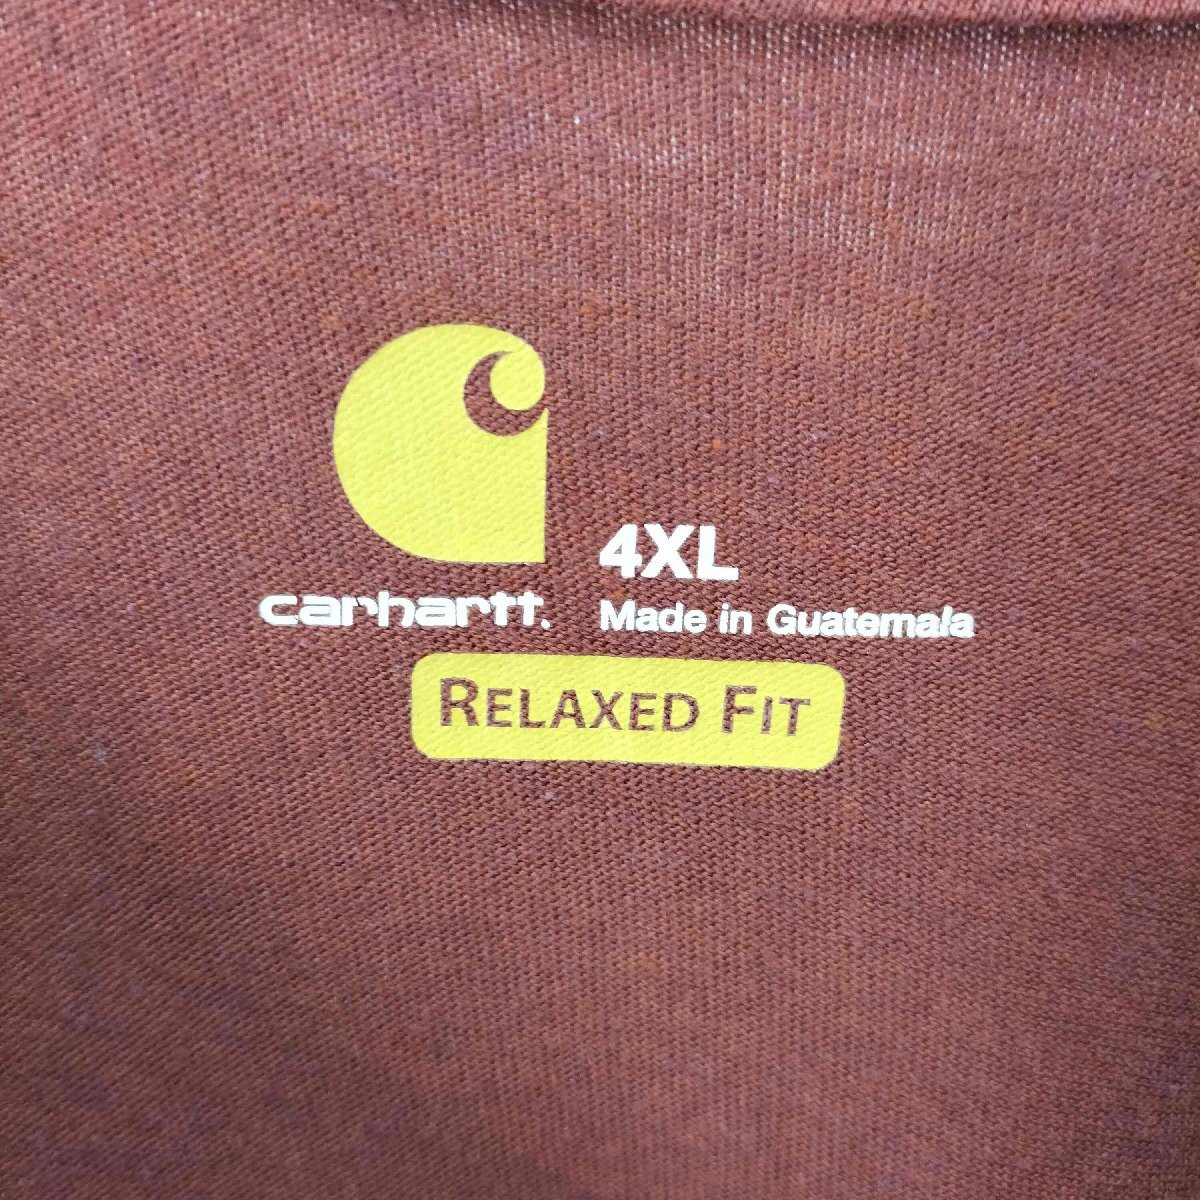 4XL
carhartt. Made in Guatemala
RELAXED FIT